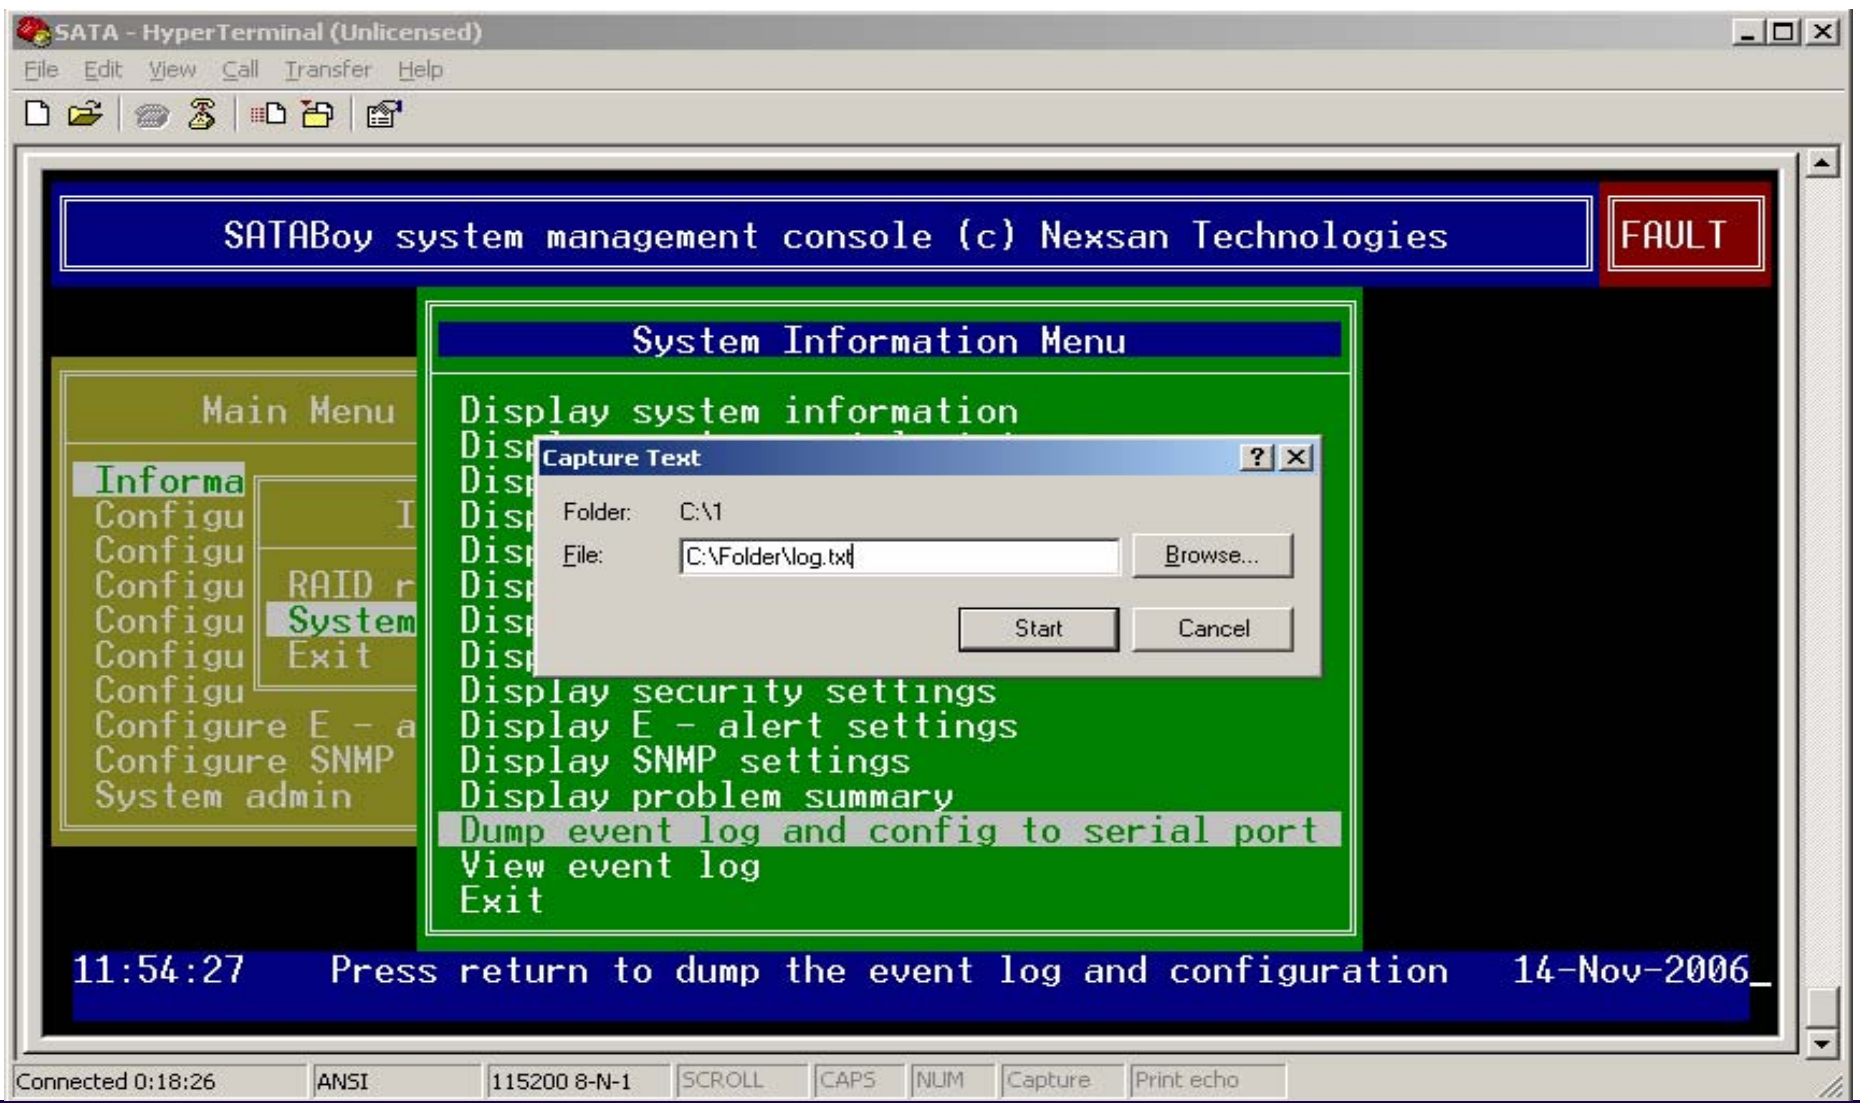 SATA - HyperTerminal (Unlicensed)
File Edit View Call Transfer Help
SATABoy system management console (c) Nexsan Technologies
FAULT
System Information Menu
Main Menu
Display system information
Informa
Configu
Configu
Configu
Configu
Configu
Configu
Configure E - a
Configure SNMP
System admin
I
RAID r
System
Exit
Capture Text
Folder: C:\1
File: C:\Folder\log.txt
Browse...
Start
Cancel
Display security settings
Display E - alert settings
Display SNMP settings
Display problem summary
Dump event log and config to serial port
View event log
Exit
11:54:27 Press return to dump the event log and configuration 14-Nov-2006_
Connected 0:18:26 ANSI 115200 8-N-1 SCROLL CAPS NUM Capture Print echo